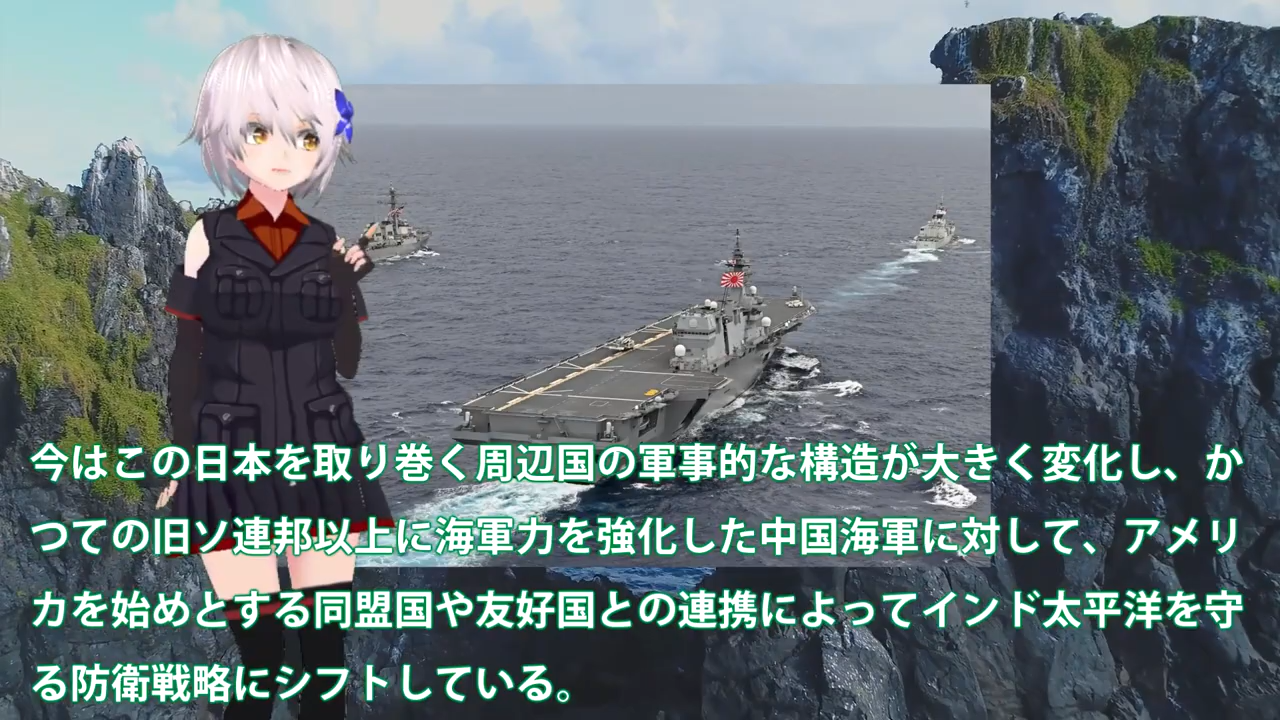 今はこの日本を取り巻く周辺国の軍事的な構造が大きく変化し、か
つての旧ソ連邦以上に海軍力を強化した中国海軍に対して、アメリ
カを始めとする同盟国や友好国との連携によってインド太平洋を守
る防衛戦略にシフトしている。